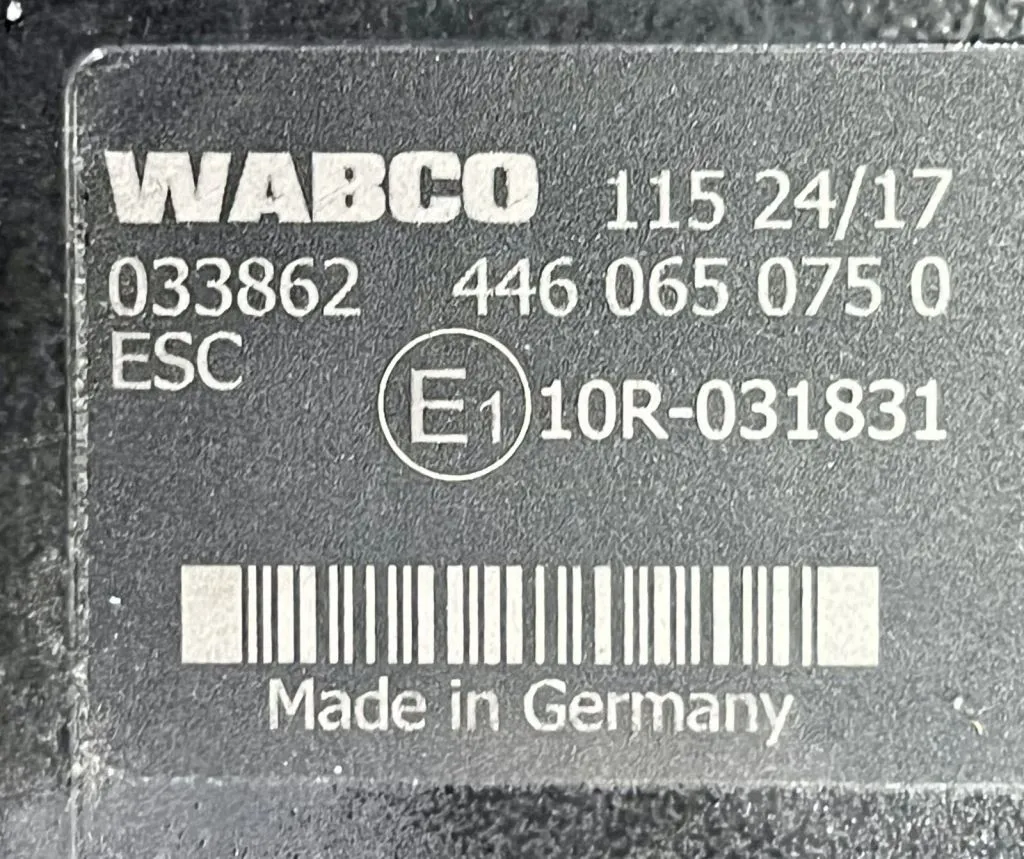 WABCO 115 24/17
033862 446 065 075 0
ESC
E1 10R-031831
Made in Germany